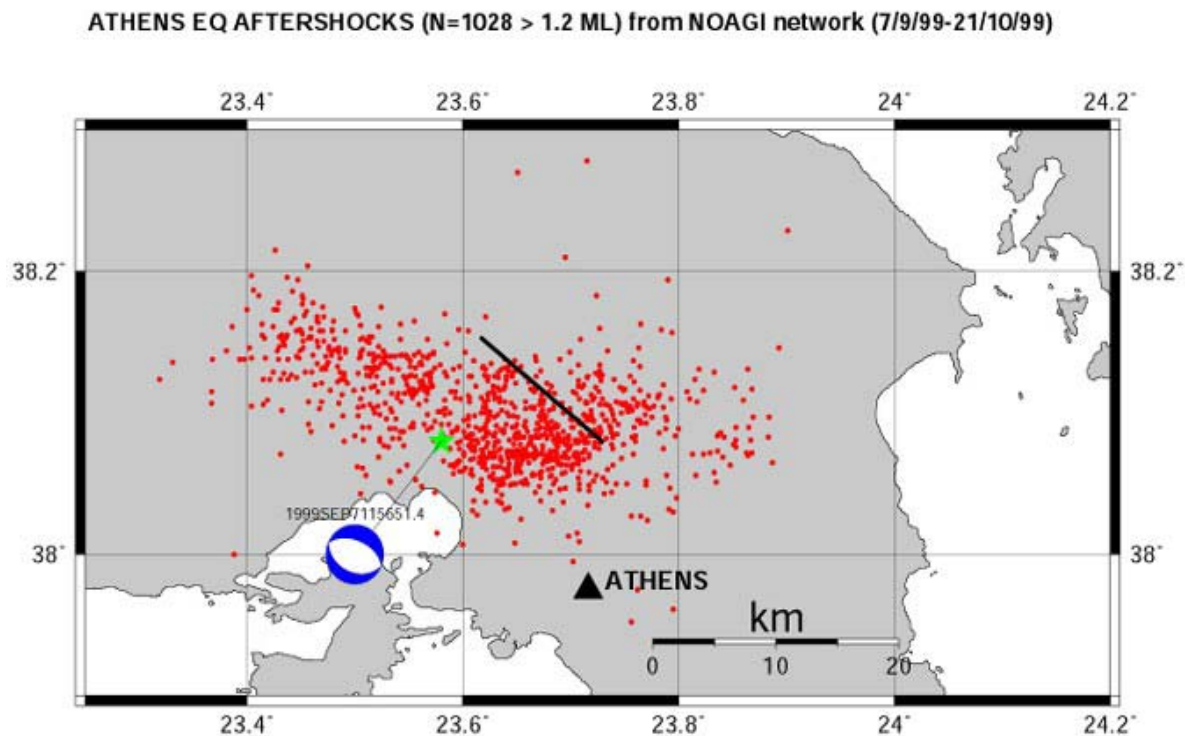 ATHENS EQ AFTERSHOCKS (N=1028 > 1.2 ML) from NOAGI network (7/9/99-21/10/99)
23.4° 23.6° 23.8° 24° 24.2°
38.2° 38.2°
1999SEP7115651.4
38° 38°
ATHENS
km
0 10 20
23.4° 23.6° 23.8° 24° 24.2°